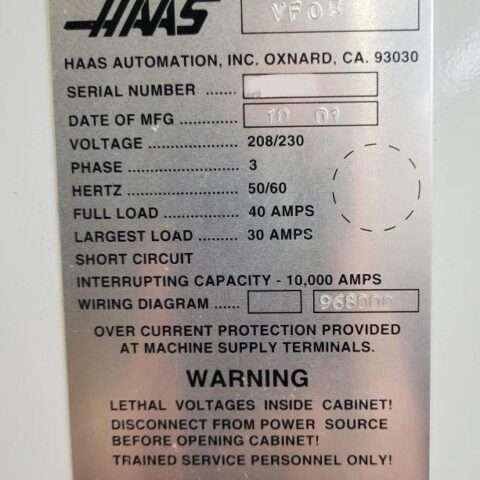 HAAS
HAAS AUTOMATION, INC. OXNARD, CA. 93030
SERIAL NUMBER .......
DATE OF MFG ........... 10 01
VOLTAGE .................. 208/230
PHASE ...................... 3
HERTZ ...................... 50/60
FULL LOAD .............. 40 AMPS
LARGEST LOAD ......... 30 AMPS
SHORT CIRCUIT
INTERRUPTING CAPACITY - 10,000 AMPS
WIRING DIAGRAM .......
OVER CURRENT PROTECTION PROVIDED
AT MACHINE SUPPLY TERMINALS.
WARNING
LETHAL VOLTAGES INSIDE CABINET!
DISCONNECT FROM POWER SOURCE
BEFORE OPENING CABINET!
TRAINED SERVICE PERSONNEL ONLY!